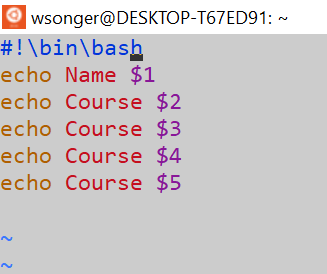 wsonger@DESKTOP-T67ED91: ~
#!\bin\bash
echo Name $1
echo Course $2
echo Course $3
echo Course $4
echo Course $5
~
~